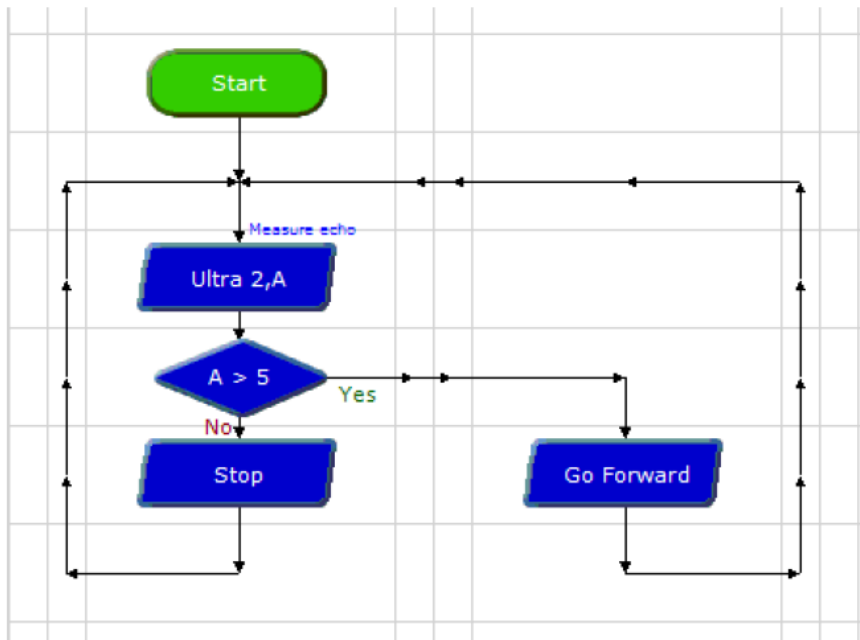 Start
Measure echo
Ultra 2,A
A > 5
Yes
No
Stop
Go Forward